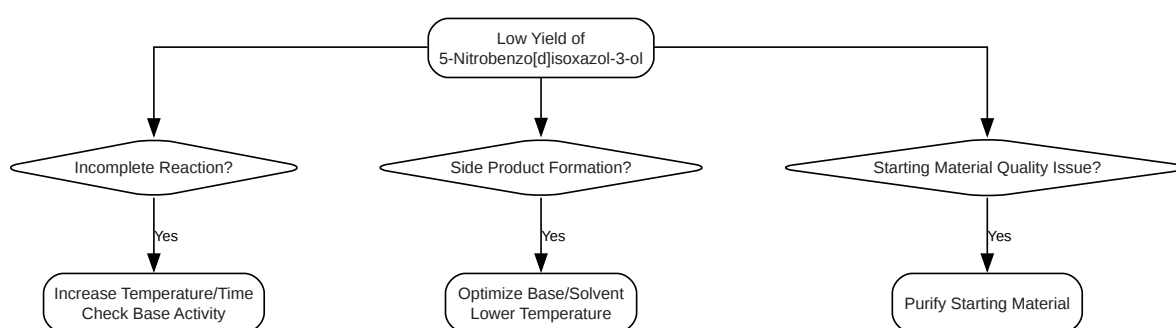 Low Yield of
5-Nitrobenzo[d]isoxazol-3-ol
Incomplete Reaction?
Side Product Formation?
Starting Material Quality Issue?
Yes
Yes
Yes
Increase Temperature/Time
Check Base Activity
Optimize Base/Solvent
Lower Temperature
Purify Starting Material